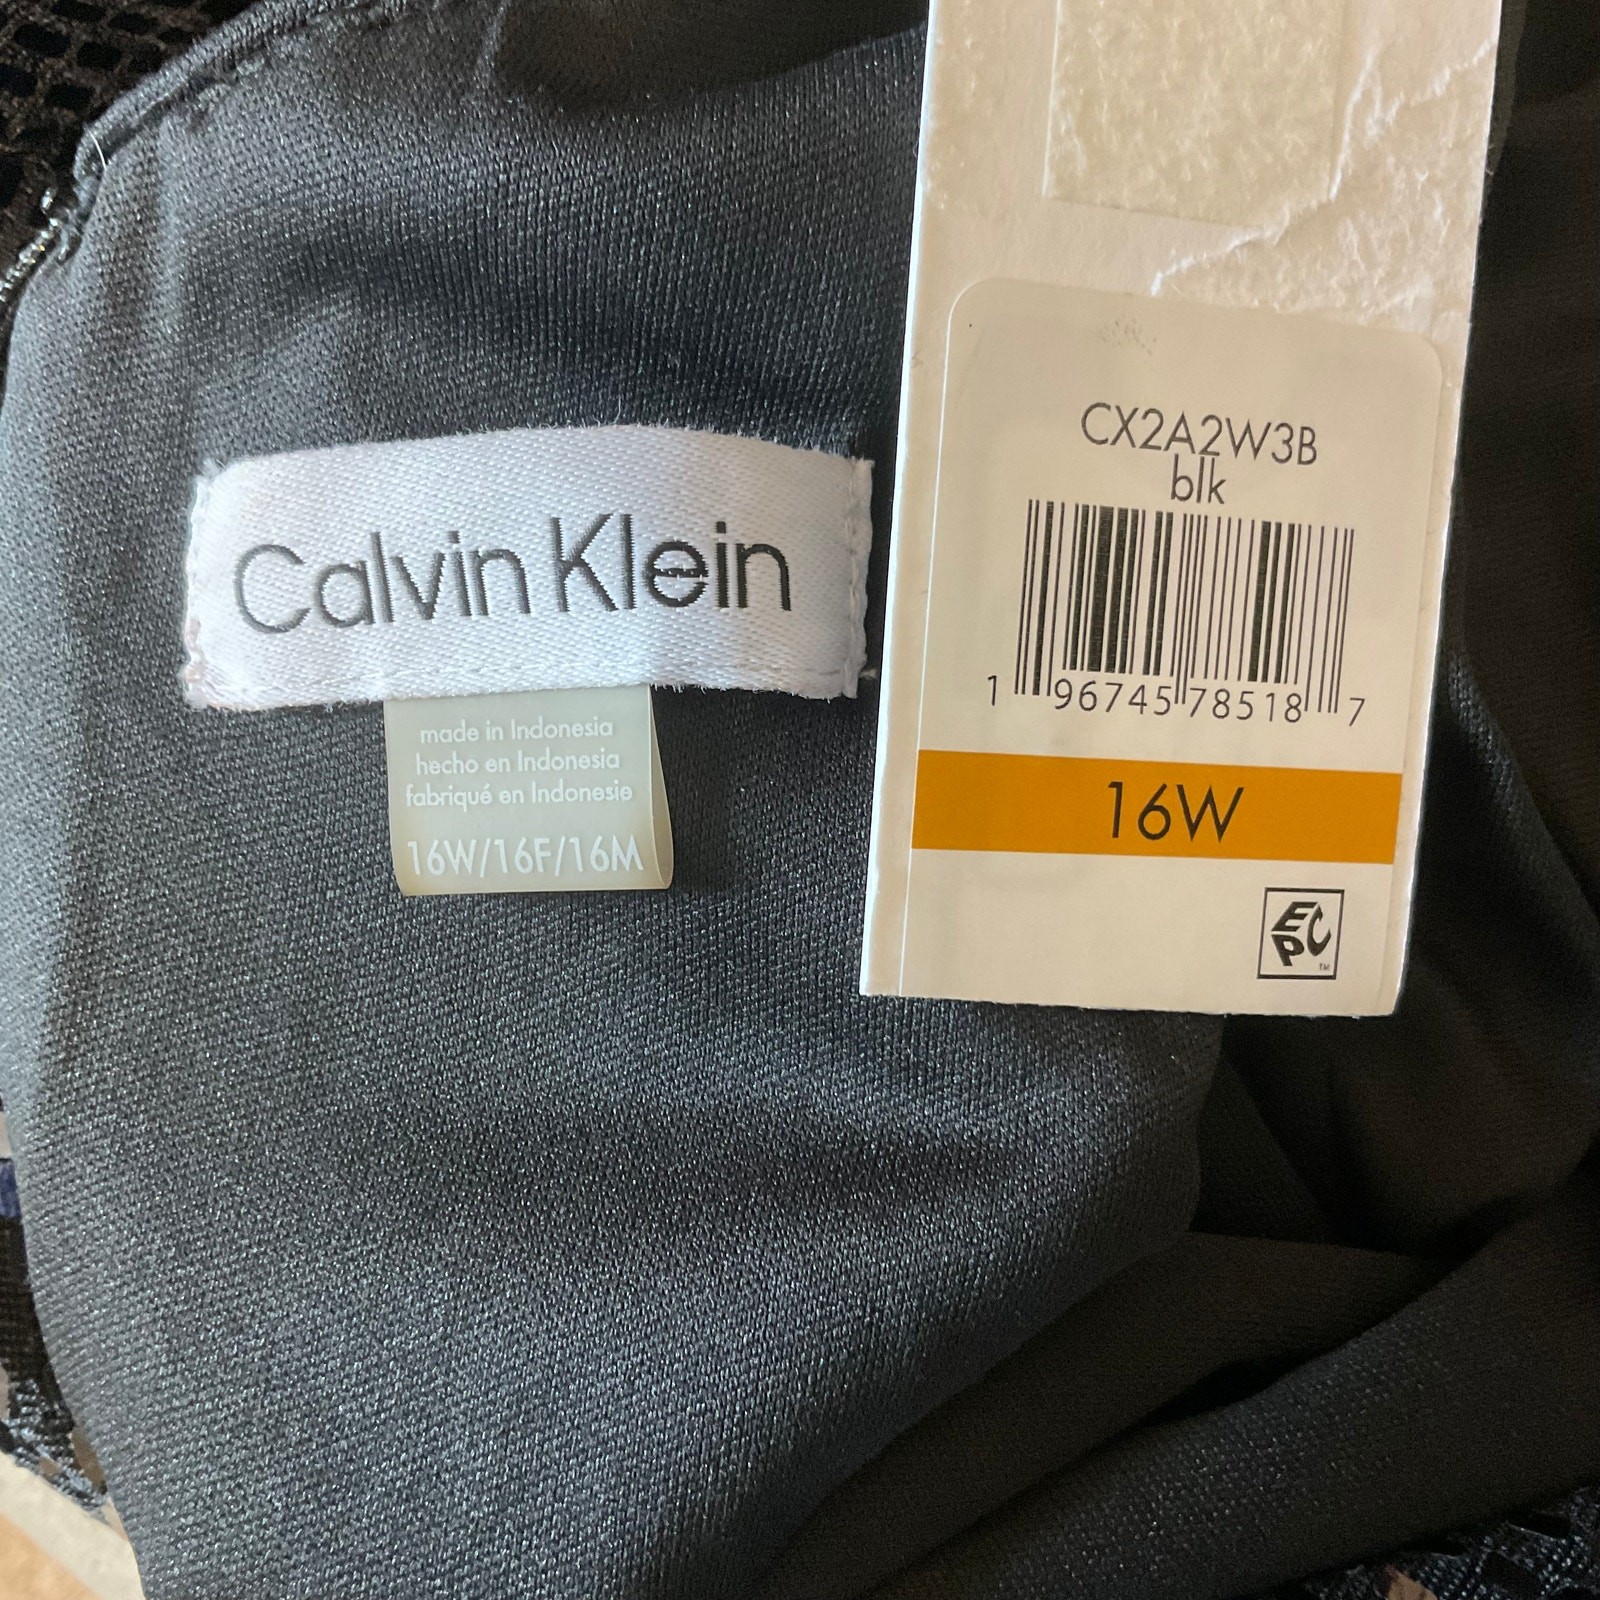 Calvin Klein
made in Indonesia
hecho en Indonesia
fabriqué en Indonesie
16W/16F/16M
CX2A2W3B
blk
1 96745 78518 7
16W
EPC
TM